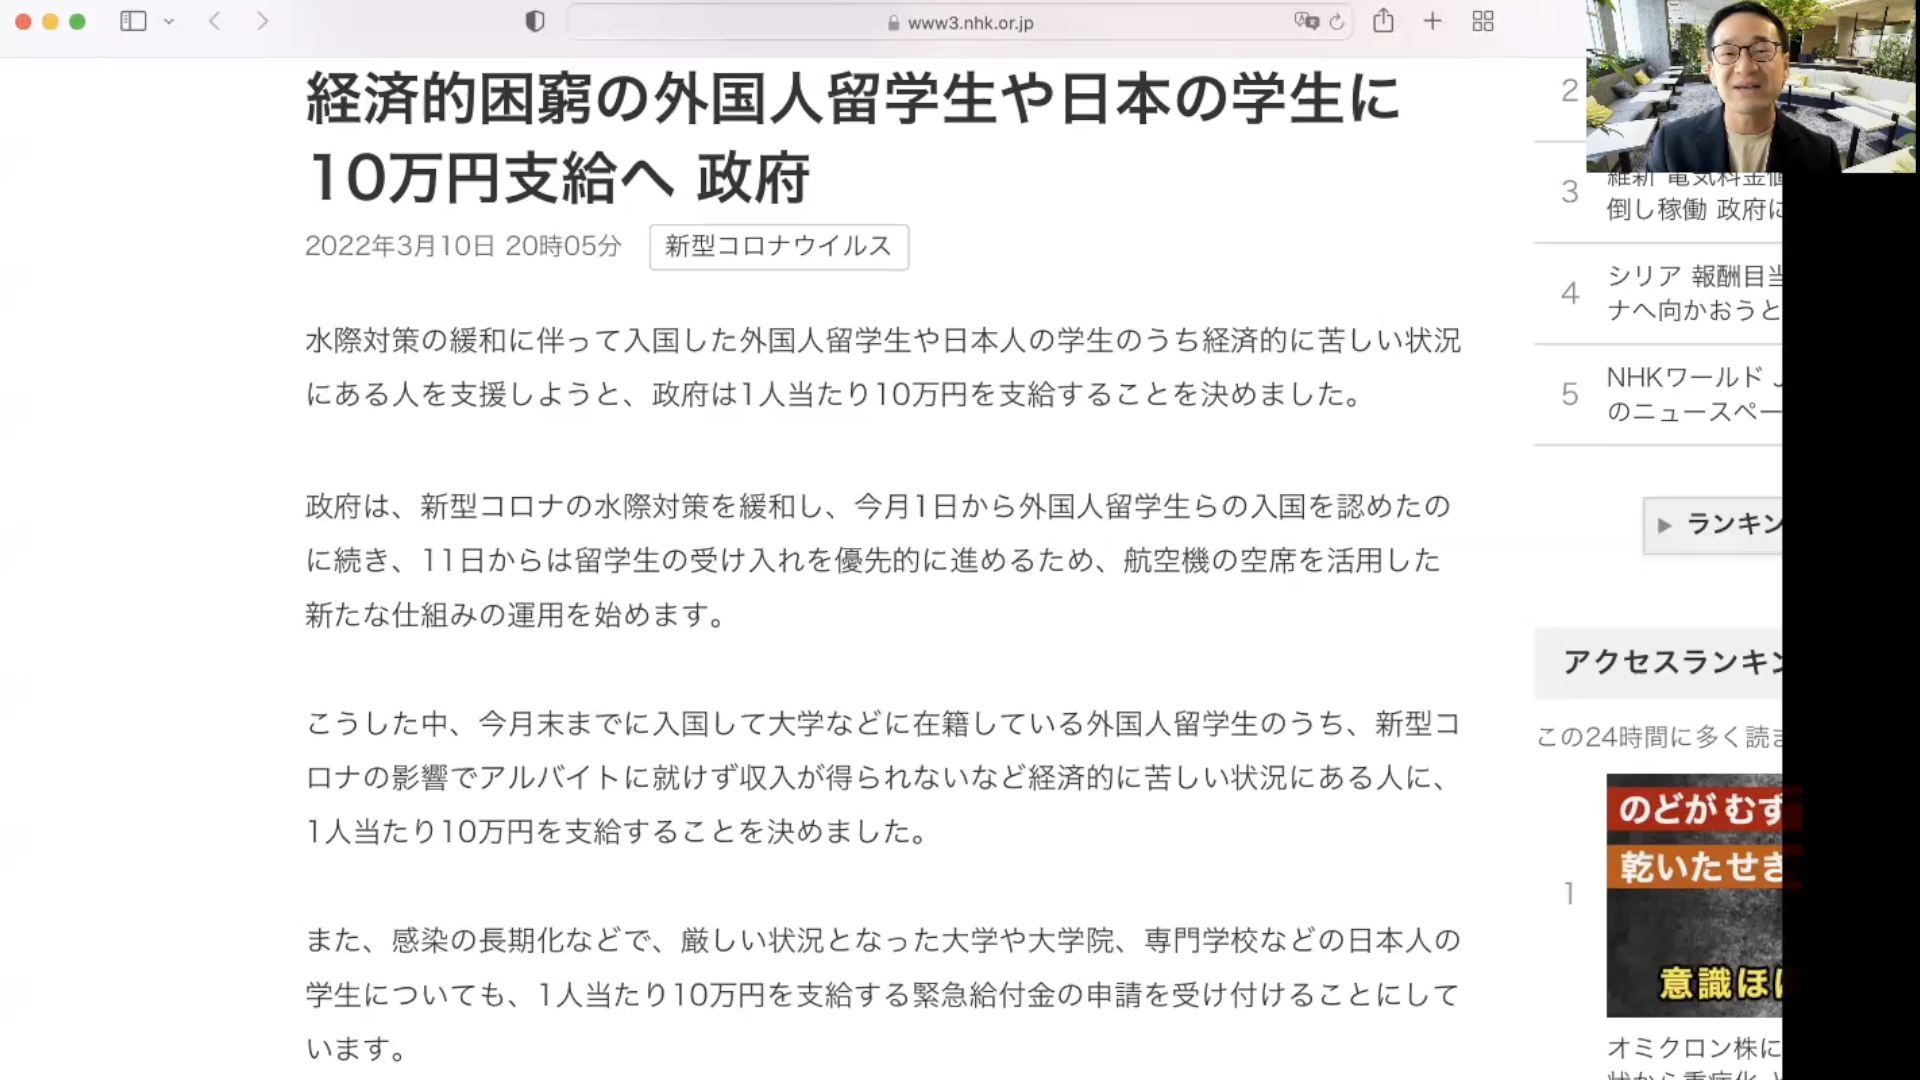 www3.nhk.or.jp
経済的困窮の外国人留学生や日本の学生に
10万円支給へ 政府
2022年3月10日 20時05分
新型コロナウイルス
水際対策の緩和に伴って入国した外国人留学生や日本人の学生のうち経済的に苦しい状況
にある人を支援しようと、政府は1人当たり10万円を支給することを決めました。
政府は、新型コロナの水際対策を緩和し、今月1日から外国人留学生らの入国を認めたの
に続き、11日からは留学生の受け入れを優先的に進めるため、航空機の空席を活用した
新たな仕組みの運用を始めます。
こうした中、今月末までに入国して大学などに在籍している外国人留学生のうち、新型コ
ロナの影響でアルバイトに就けず収入が得られないなど経済的に苦しい状況にある人に、
1人当たり10万円を支給することを決めました。
また、感染の長期化などで、厳しい状況となった大学や大学院、専門学校などの日本人の
学生についても、1人当たり10万円を支給する緊急給付金の申請を受け付けることにして
います。
2
3
維新 電気料金
倒し稼働 政府に
4
シリア 報酬目当
ナへ向かおうと
5
NHKワールド
のニュースペー
ランキン
アクセスランキン
この24時間に多く読ま
1
のどが むず
乾いたせき
意識ほ
オミクロン株に